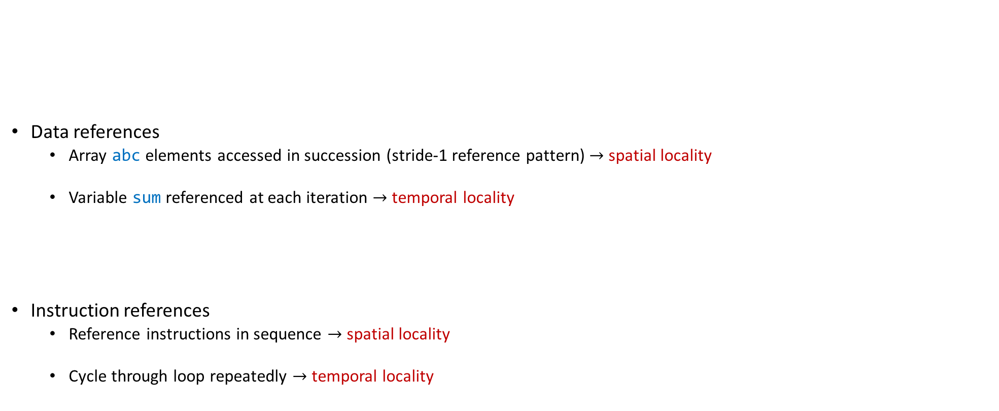 • Data references
• Array abc elements accessed in succession (stride-1 reference pattern) → spatial locality
• Variable sum referenced at each iteration → temporal locality
• Instruction references
• Reference instructions in sequence → spatial locality
• Cycle through loop repeatedly → temporal locality